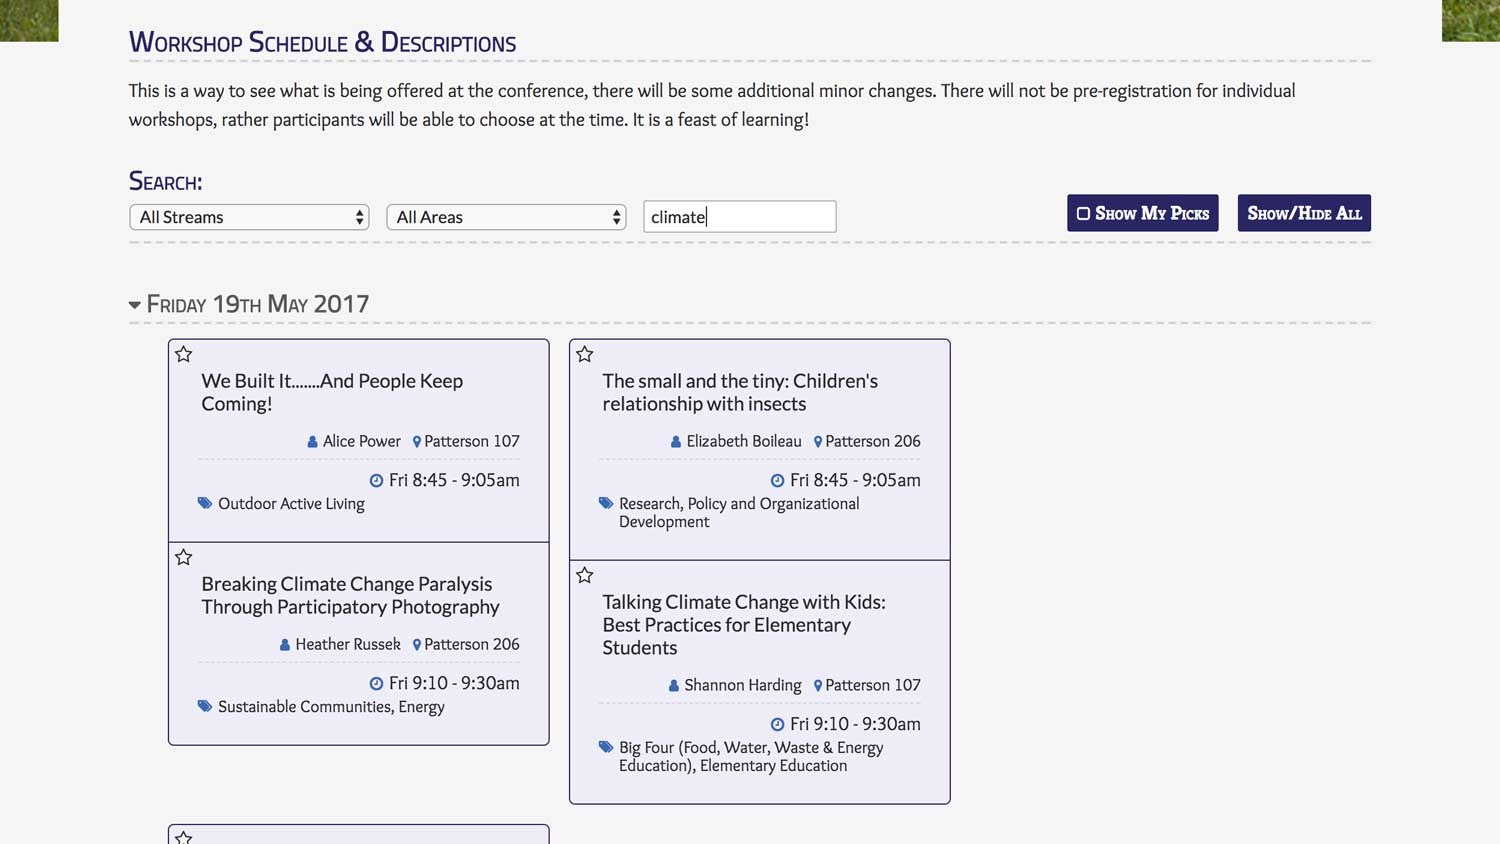 Workshop Schedule & Descriptions
This is a way to see what is being offered at the conference, there will be some additional minor changes. There will not be pre-registration for individual
workshops, rather participants will be able to choose at the time. It is a feast of learning!
Search:
All Streams
All Areas
climate
Show My Picks
Show/Hide All
Friday 19th May 2017
We Built It.......And People Keep
Coming!
Alice Power
Patterson 107
Fri 8:45 - 9:05am
Outdoor Active Living
Breaking Climate Change Paralysis
Through Participatory Photography
Heather Russek
Patterson 206
Fri 9:10 - 9:30am
Sustainable Communities, Energy
The small and the tiny: Children's
relationship with insects
Elizabeth Boileau
Patterson 206
Fri 8:45 - 9:05am
Research, Policy and Organizational
Development
Talking Climate Change with Kids:
Best Practices for Elementary
Students
Shannon Harding
Patterson 107
Fri 9:10 - 9:30am
Big Four (Food, Water, Waste & Energy
Education), Elementary Education